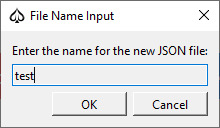 File Name Input
Enter the name for the new JSON file:
test
OK Cancel